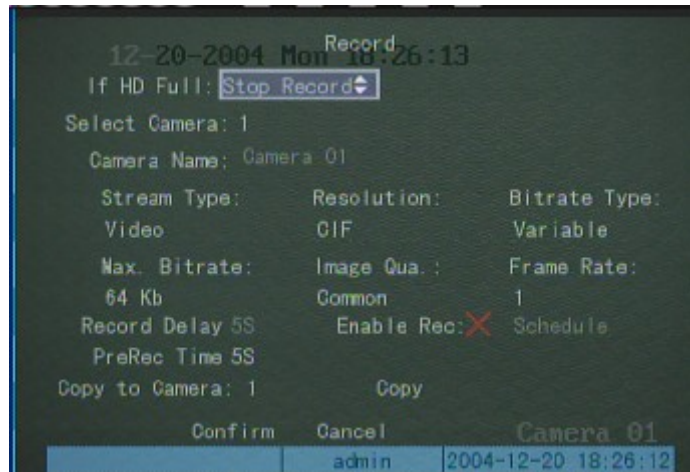 Record
12-20-2004 Mon 18:26:13
If HD Full: Stop Record
Select Camera: 1
Camera Name: Camera 01
Stream Type: Resolution: Bitrate Type:
Video CIF Variable
Max. Bitrate: Image Qua.: Frame Rate:
64 Kb Common 1
Record Delay 5S Enable Rec: Schedule
PreRec Time 5S
Copy to Camera: 1 Copy
Confirm Cancel Camera 01
admin 2004-12-20 18:26:12